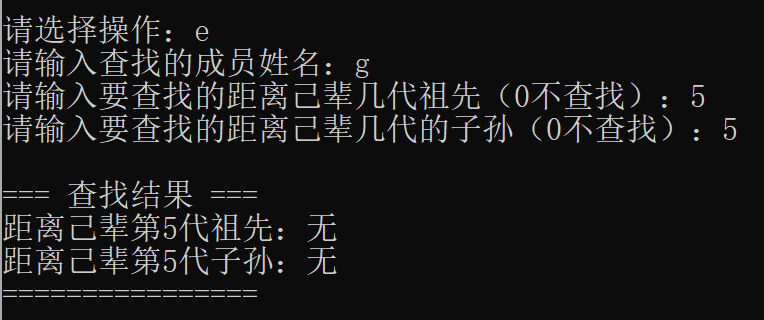 请选择操作：e
请输入查找的成员姓名：g
请输入要查找的距离己辈几代祖先（0不查找）：5
请输入要查找的距离己辈几代的子孙（0不查找）：5
=== 查找结果 ===
距离己辈第5代祖先：无
距离己辈第5代子孙：无
================